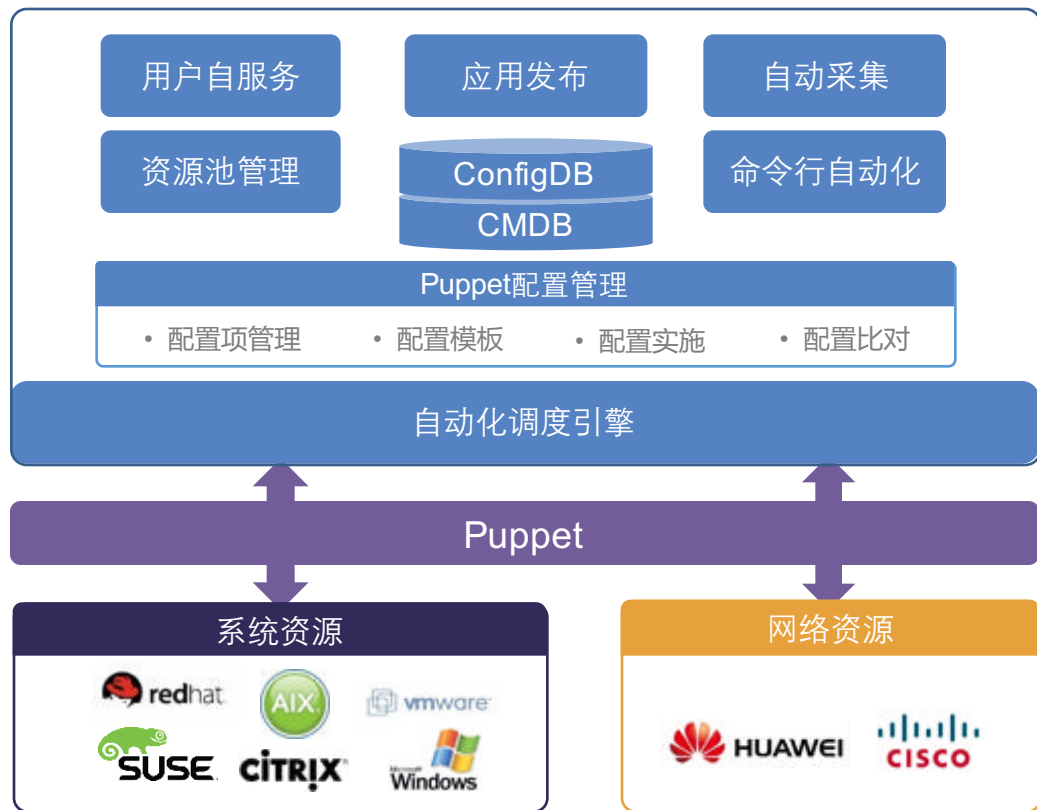 用户自服务
应用发布
自动采集
资源池管理
ConfigDB
CMDB
命令行自动化
Puppet配置管理
• 配置项管理
• 配置模板
• 配置实施
• 配置比对
自动化调度引擎
Puppet
系统资源
网络资源
redhat.
AIX
vmware
SUSE
CITRIX
Microsoft
Windows
HUAWEI
CISCO